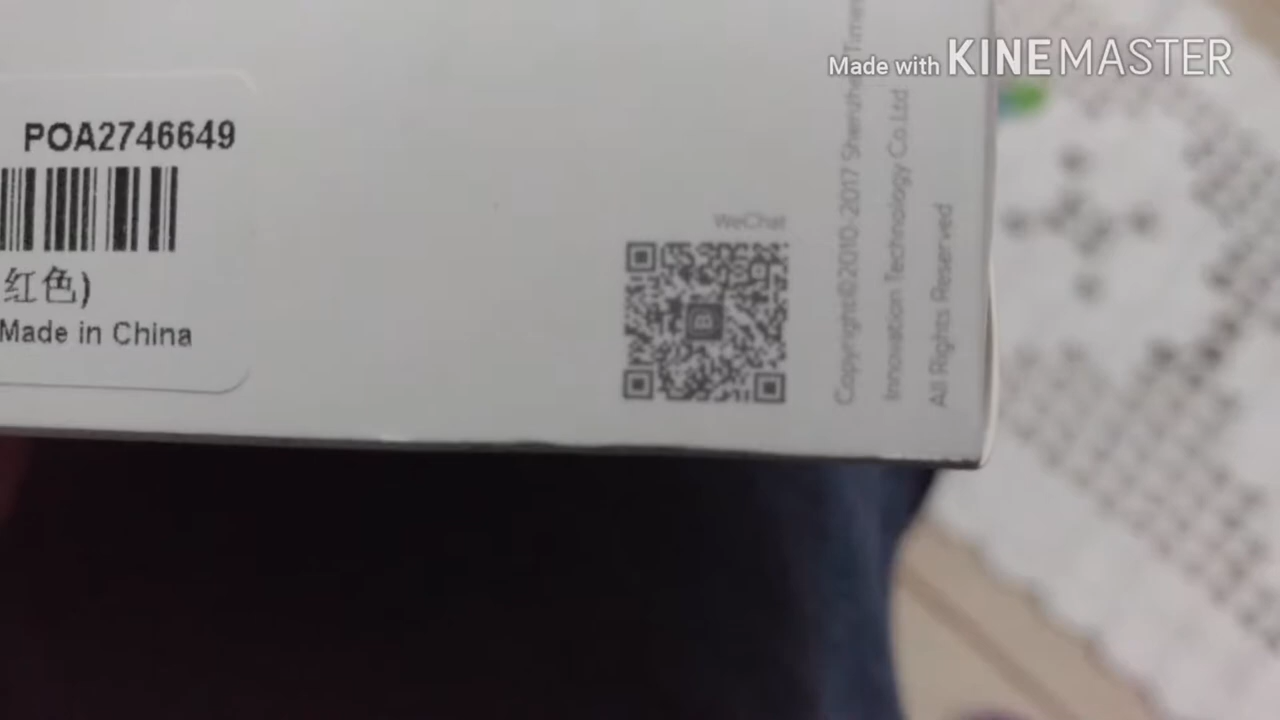 Made with KINEMASTER
POA2746649
红色)
Made in China
WeChat
Copyright©2010-2017 Shenzhen Times
Innovation Technology Co.Ltd
All Rights Reserved